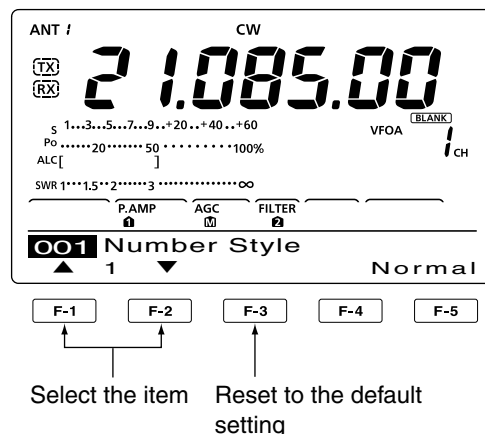 ANT 1 CW
TX
RX
21.085.00
S 1•••3•••5•••7•••9••+20••+40••+60
Po ••••••20••••••50•••••••••100%
ALC[ ]
SWR 1••••1.5••2••••••3••••••••••••••∞
VFOA BLANK
1 CH
P.AMP AGC FILTER
1 M 2
001 Number Style
▲ 1 ▼ Normal
F-1 F-2 F-3 F-4 F-5
Select the item Reset to the default
setting